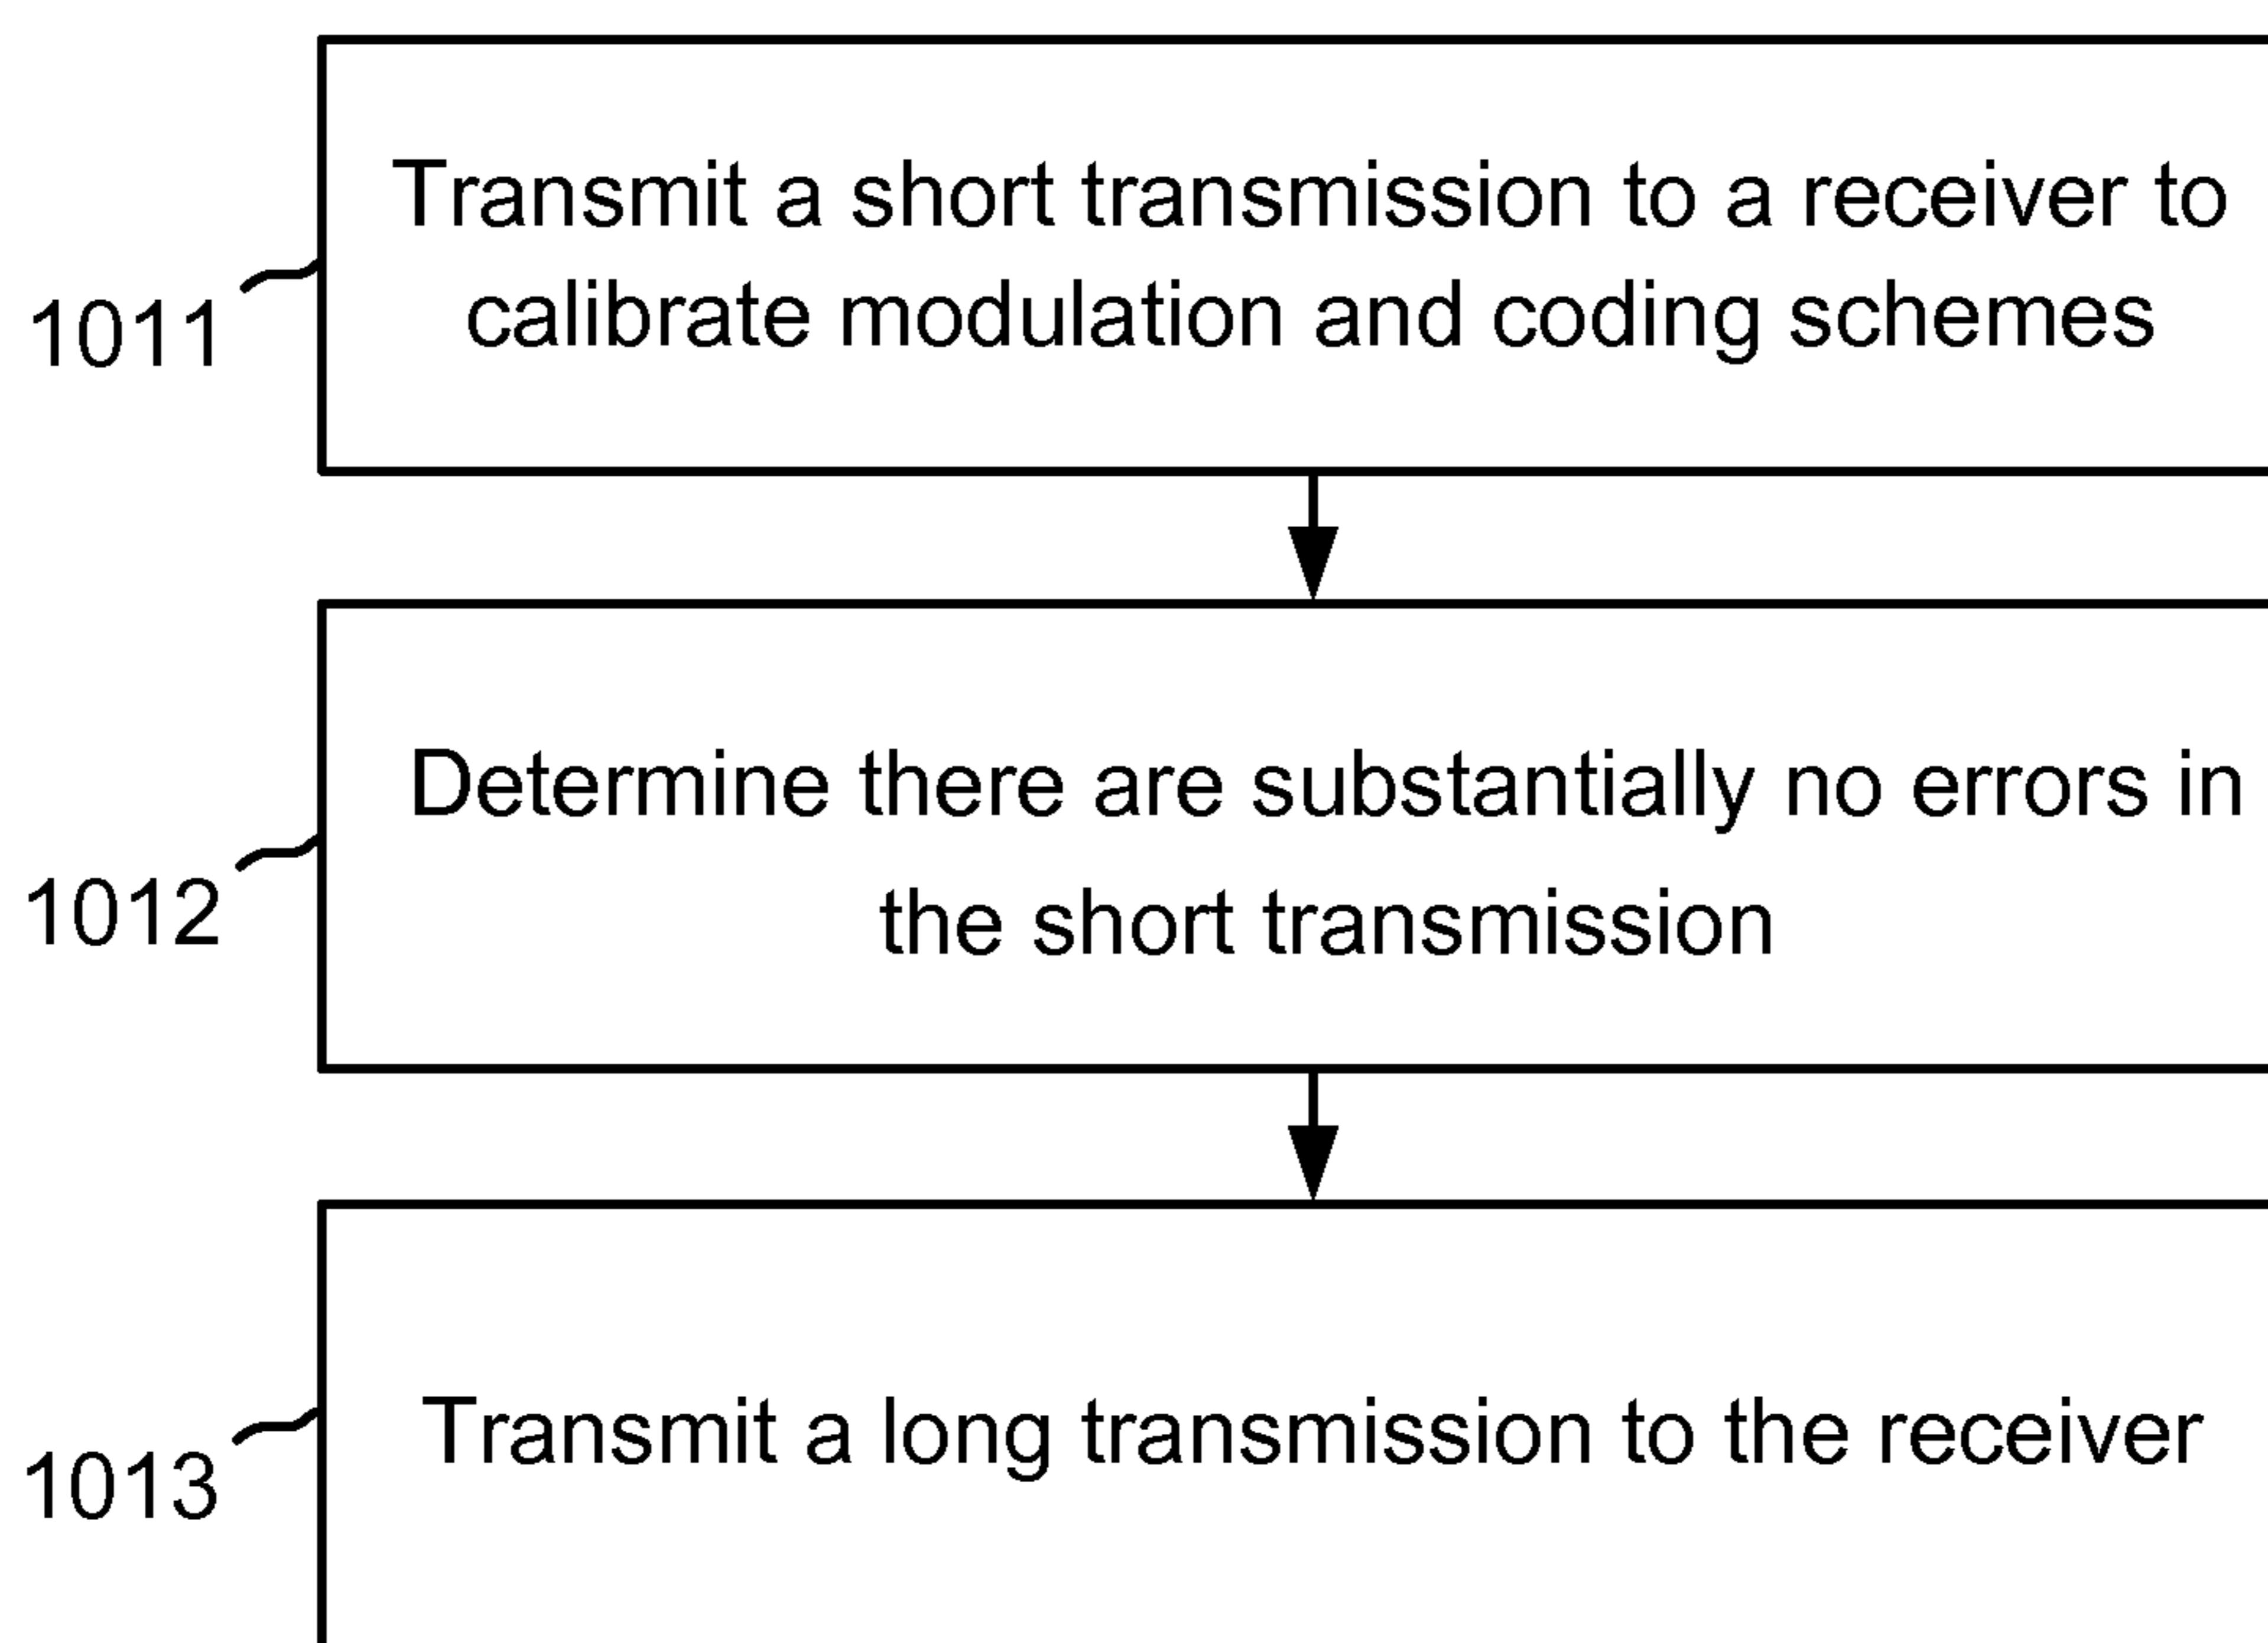 Transmit a short transmission to a receiver to
calibrate modulation and coding schemes
1011
Determine there are substantially no errors in
the short transmission
1012
Transmit a long transmission to the receiver
1013